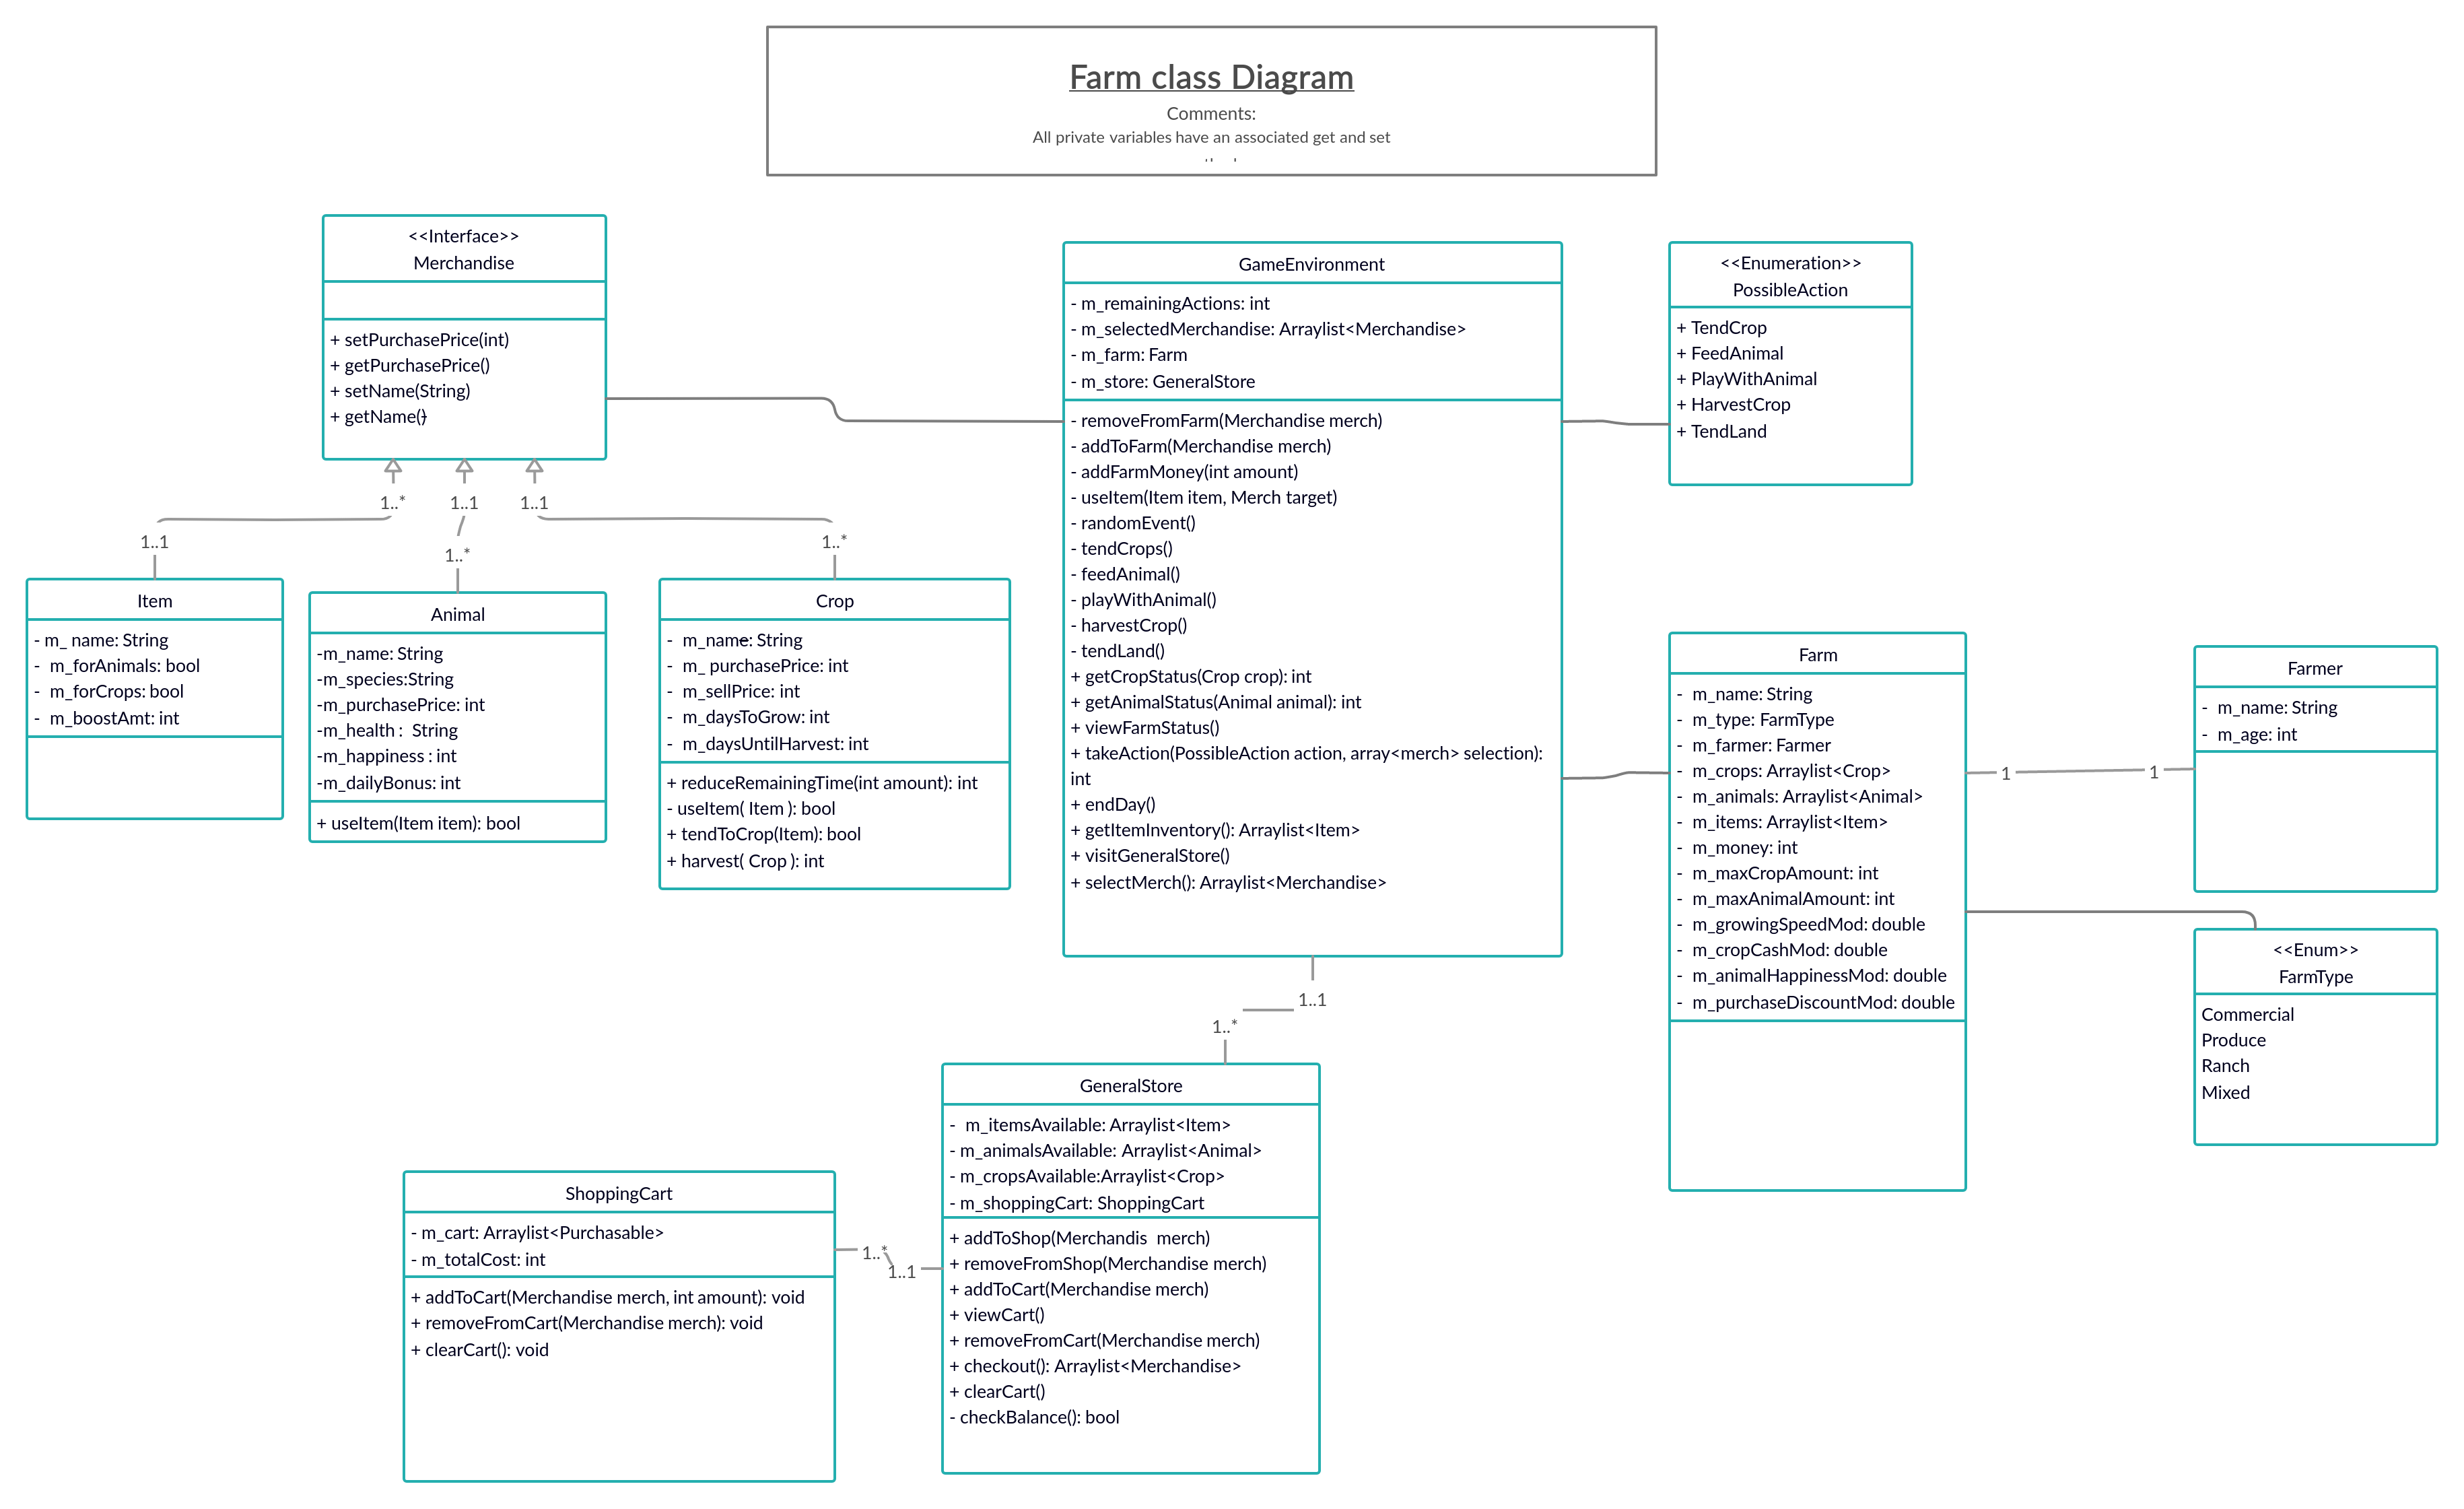 Farm class Diagram
Comments:
All private variables have an associated get and set
<<Interface>>
Merchandise
+ setPurchasePrice(int)
+ getPurchasePrice()
+ setName(String)
+ getName()
1..*
1..1
1..1
1..1
1..*
1..*
Item
- m_ name: String
- m_forAnimals: bool
- m_forCrops: bool
- m_boostAmt: int
Animal
-m_name: String
-m_species:String
-m_purchasePrice: int
-m_health : String
-m_happiness : int
-m_dailyBonus: int
+ useItem(Item item): bool
Crop
- m_name: String
- m_ purchasePrice: int
- m_sellPrice: int
- m_daysToGrow: int
- m_daysUntilHarvest: int
+ reduceRemainingTime(int amount): int
- useItem( Item ): bool
+ tendToCrop(Item): bool
+ harvest( Crop ): int
GameEnvironment
- m_remainingActions: int
- m_selectedMerchandise: Arraylist<Merchandise>
- m_farm: Farm
- m_store: GeneralStore
- removeFromFarm(Merchandise merch)
- addToFarm(Merchandise merch)
- addFarmMoney(int amount)
- useItem(Item item, Merch target)
- randomEvent()
- tendCrops()
- feedAnimal()
- playWithAnimal()
- harvestCrop()
- tendLand()
+ getCropStatus(Crop crop): int
+ getAnimalStatus(Animal animal): int
+ viewFarmStatus()
+ takeAction(PossibleAction action, array<merch> selection):
int
+ endDay()
+ getItemInventory(): Arraylist<Item>
+ visitGeneralStore()
+ selectMerch(): Arraylist<Merchandise>
<<Enumeration>>
PossibleAction
+ TendCrop
+ FeedAnimal
+ PlayWithAnimal
+ HarvestCrop
+ TendLand
Farm
- m_name: String
- m_type: FarmType
- m_farmer: Farmer
- m_crops: Arraylist<Crop>
- m_animals: Arraylist<Animal>
- m_items: Arraylist<Item>
- m_money: int
- m_maxCropAmount: int
- m_maxAnimalAmount: int
- m_growingSpeedMod: double
- m_cropCashMod: double
- m_animalHappinessMod: double
- m_purchaseDiscountMod: double
1
1
Farmer
- m_name: String
- m_age: int
<<Enum>>
FarmType
Commercial
Produce
Ranch
Mixed
1..1
1..*
GeneralStore
- m_itemsAvailable: Arraylist<Item>
- m_animalsAvailable: Arraylist<Animal>
- m_cropsAvailable:Arraylist<Crop>
- m_shoppingCart: ShoppingCart
+ addToShop(Merchandis merch)
+ removeFromShop(Merchandise merch)
+ addToCart(Merchandise merch)
+ viewCart()
+ removeFromCart(Merchandise merch)
+ checkout(): Arraylist<Merchandise>
+ clearCart()
- checkBalance(): bool
1..*
1..1
ShoppingCart
- m_cart: Arraylist<Purchasable>
- m_totalCost: int
+ addToCart(Merchandise merch, int amount): void
+ removeFromCart(Merchandise merch): void
+ clearCart(): void